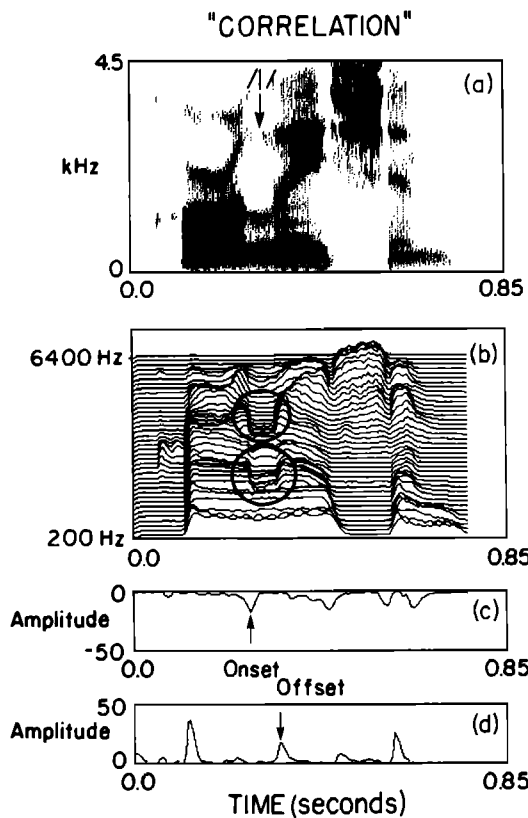 "CORRELATION"
4.5
(a)
/l/
kHz
0
0.0
0.85
6400 Hz
(b)
200 Hz
0.0
0.85
0
(c)
Amplitude
-50
0.0
Onset
0.85
Offset
50
(d)
Amplitude
0
0.0
0.85
TIME (seconds)